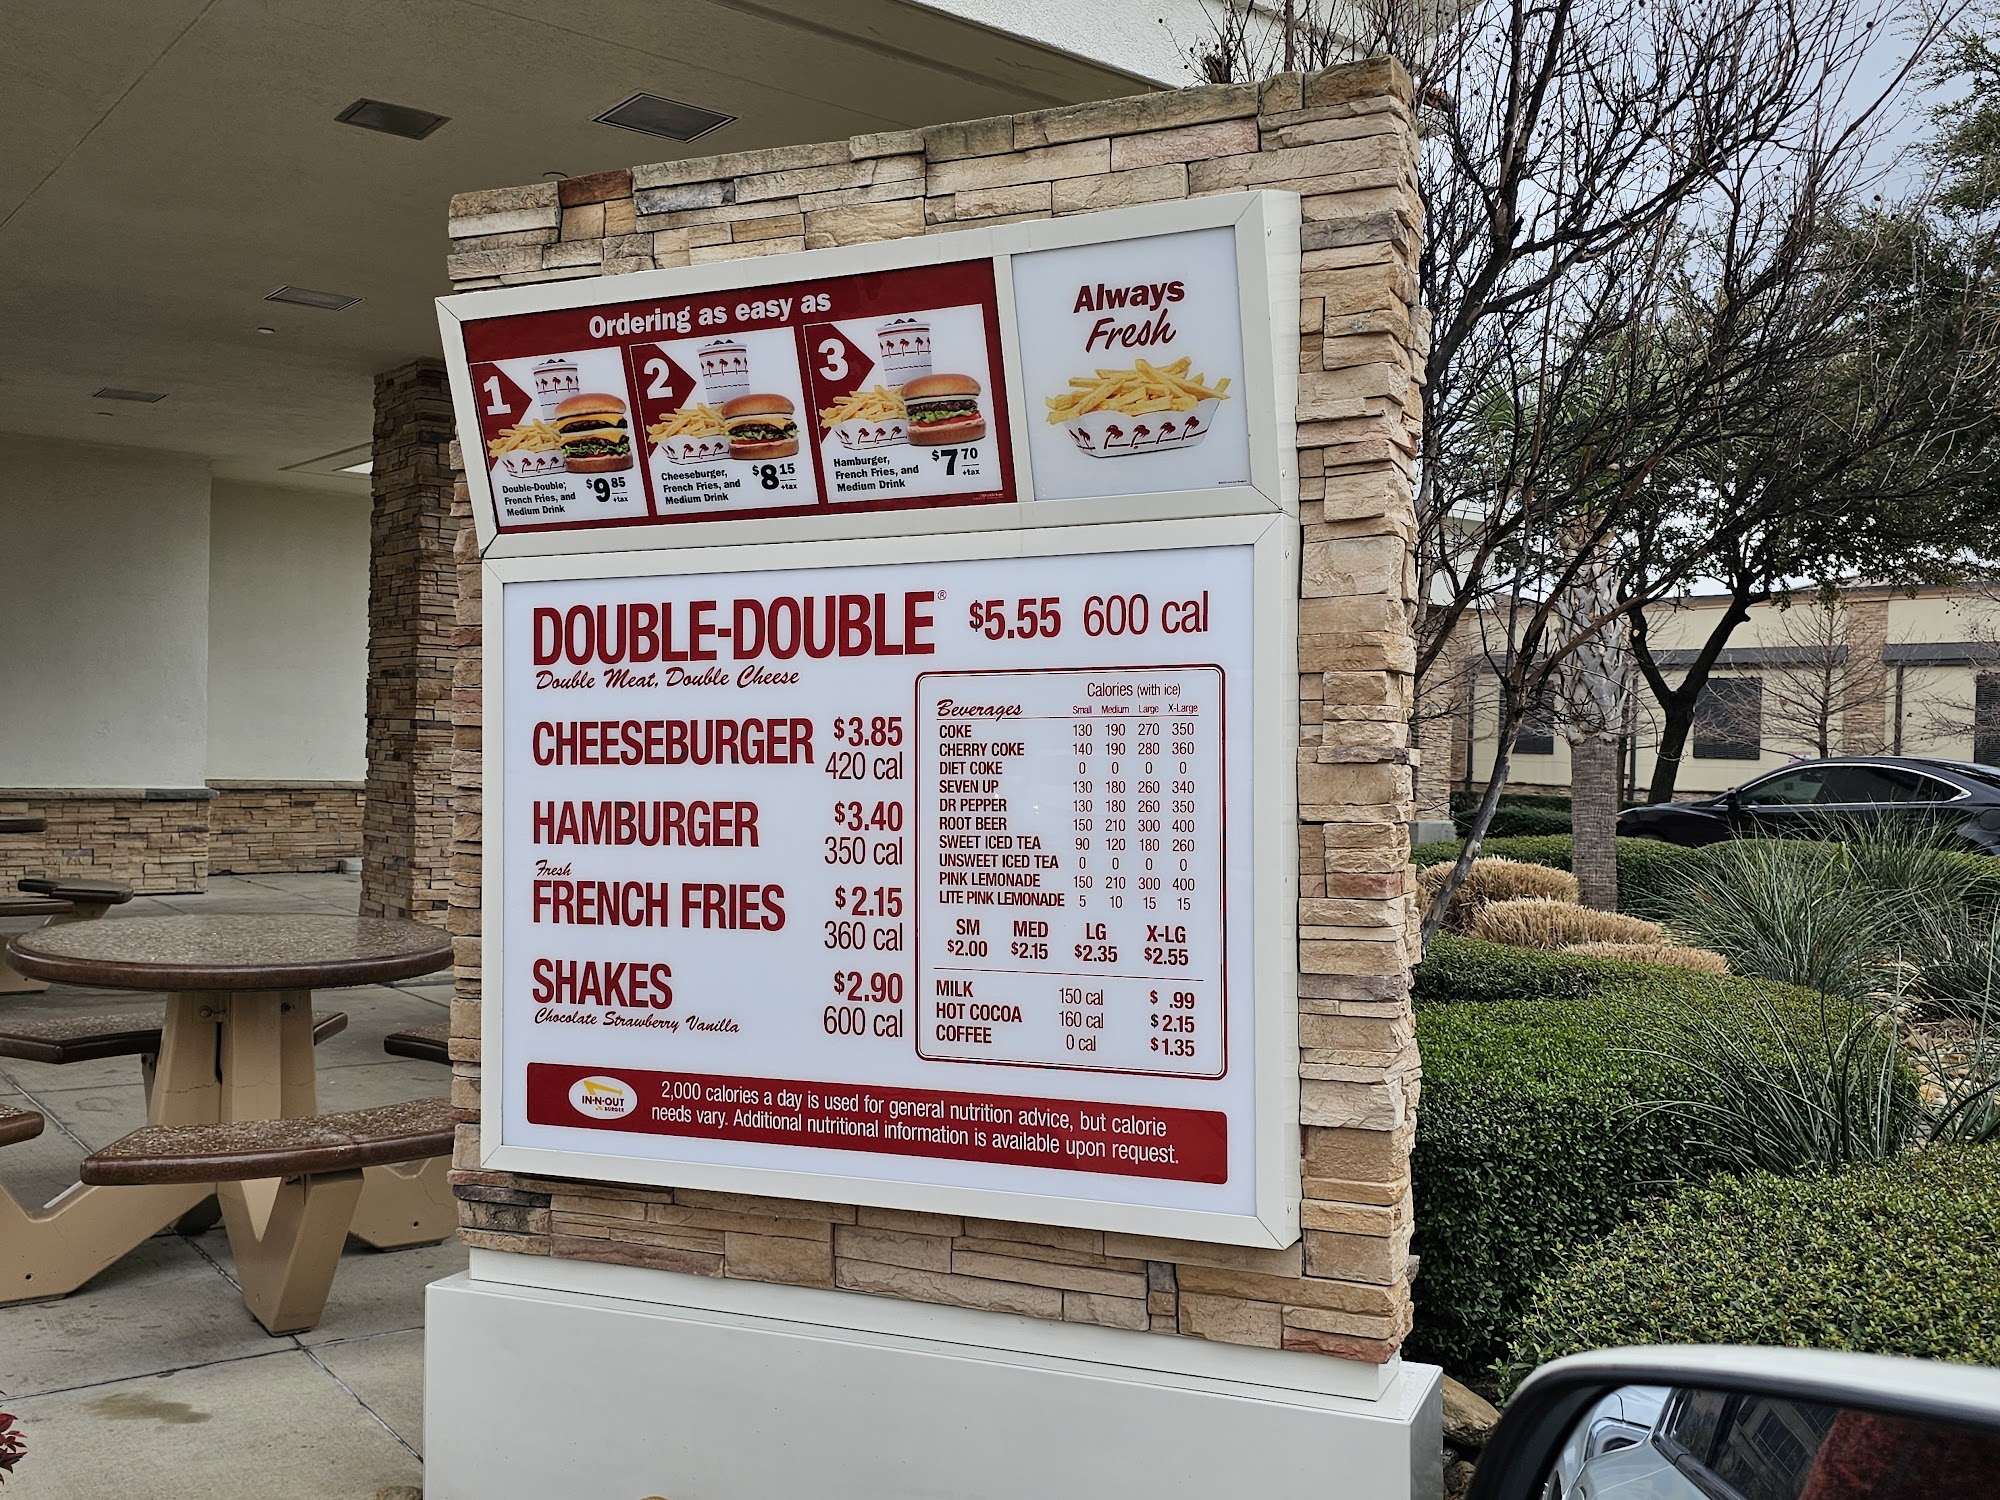 Ordering as easy as
1
Double-Double,
French Fries, and
Medium Drink
$9 85
+tax
2
Cheeseburger,
French Fries, and
Medium Drink
$8 15
+tax
3
Hamburger,
French Fries, and
Medium Drink
$7 70
+tax
Always
Fresh
DOUBLE-DOUBLE® $5.55 600 cal
Double Meat, Double Cheese
CHEESEBURGER $3.85
420 cal
HAMBURGER $3.40
350 cal
Fresh
FRENCH FRIES $2.15
360 cal
SHAKES $2.90
Chocolate Strawberry Vanilla 600 cal
Calories (with ice)
Beverages Small Medium Large X-Large
COKE 130 190 270 350
CHERRY COKE 140 190 280 360
DIET COKE 0 0 0 0
SEVEN UP 130 180 260 340
DR PEPPER 130 180 260 350
ROOT BEER 150 210 300 400
SWEET ICED TEA 90 120 180 260
UNSWEET ICED TEA 0 0 0 0
PINK LEMONADE 150 210 300 400
LITE PINK LEMONADE 5 10 15 15
SM MED LG X-LG
$2.00 $2.15 $2.35 $2.55
MILK 150 cal $ .99
HOT COCOA 160 cal $2.15
COFFEE 0 cal $1.35
IN-N-OUT
BURGER
2,000 calories a day is used for general nutrition advice, but calorie
needs vary. Additional nutritional information is available upon request.